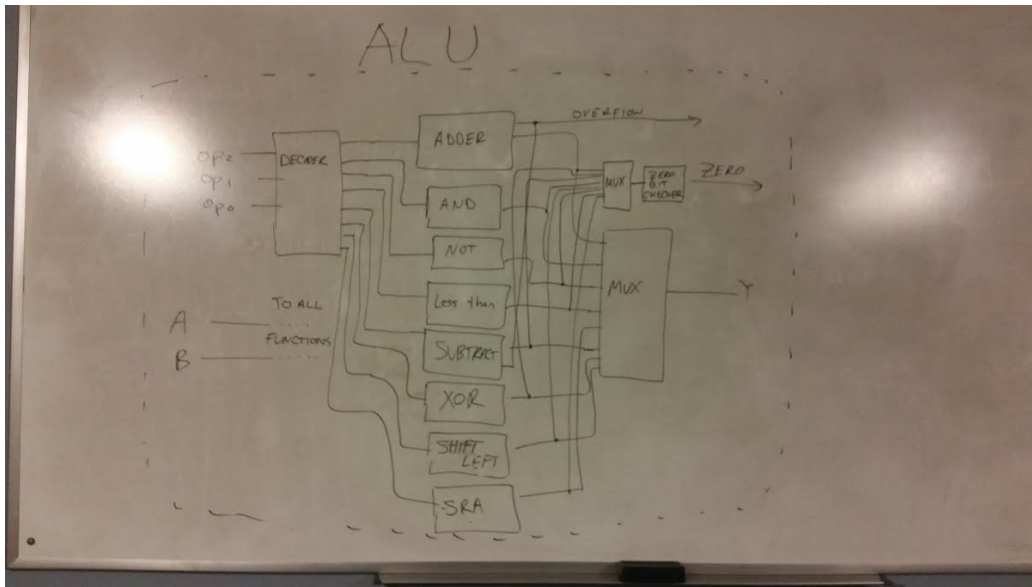 ALU
OVERFLOW
ADDER
DECODER
OP2
OP1
OP0
MUX
ZERO
BIT
CHECKER
ZERO
AND
NOT
MUX
Y
Less than
TO ALL
FUNCTIONS
A
B
SUBTRACT
XOR
SHIFT
LEFT
SRA